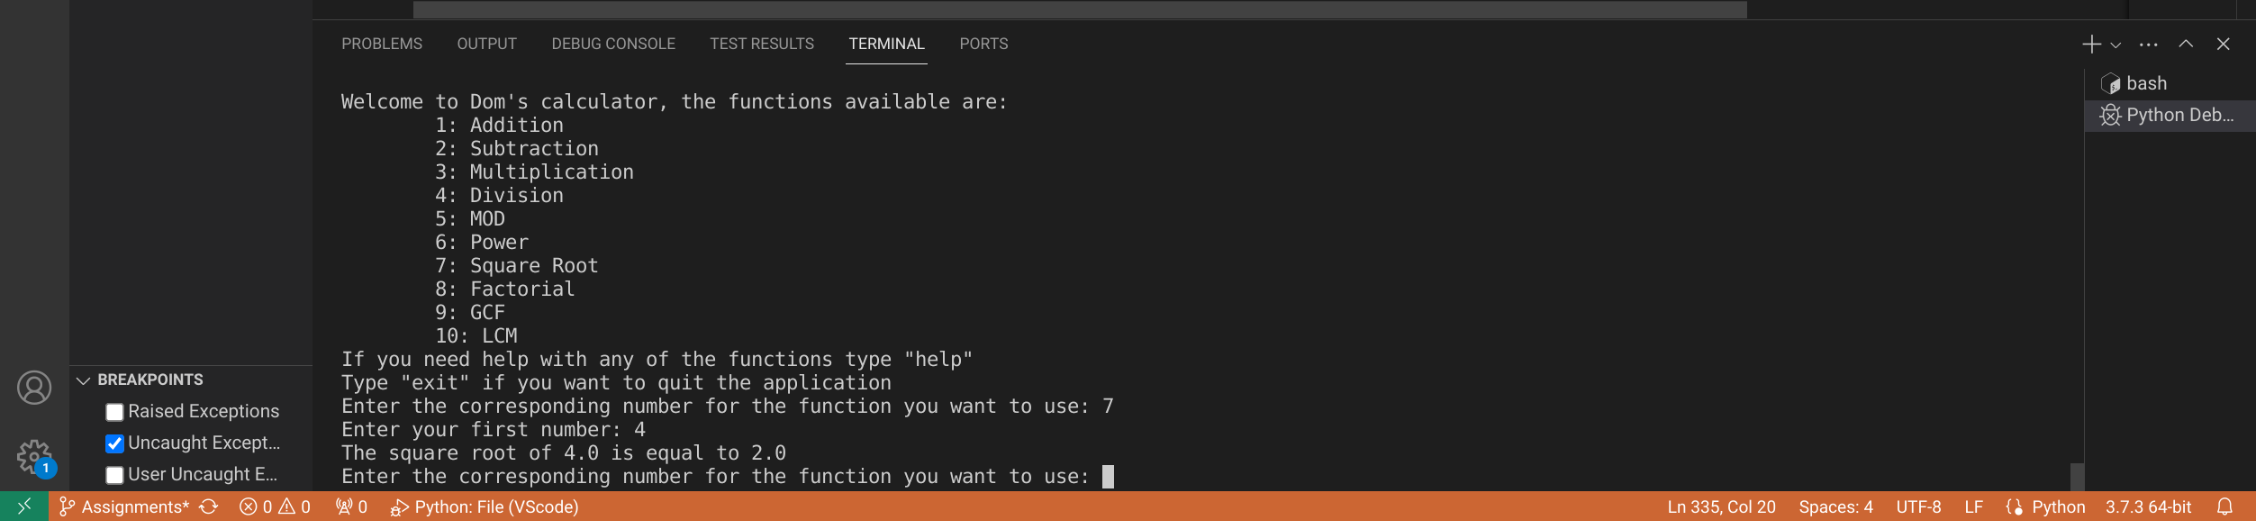 PROBLEMS OUTPUT DEBUG CONSOLE TEST RESULTS TERMINAL PORTS
Welcome to Dom's calculator, the functions available are:
1: Addition
2: Subtraction
3: Multiplication
4: Division
5: MOD
6: Power
7: Square Root
8: Factorial
9: GCF
10: LCM
If you need help with any of the functions type "help"
Type "exit" if you want to quit the application
Enter the corresponding number for the function you want to use: 7
Enter your first number: 4
The square root of 4.0 is equal to 2.0
Enter the corresponding number for the function you want to use:
bash
Python Deb...
BREAKPOINTS
Raised Exceptions
Uncaught Except...
User Uncaught E...
1
Assignments* 0 0 0 Python: File (VScode) Ln 335, Col 20 Spaces: 4 UTF-8 LF Python 3.7.3 64-bit